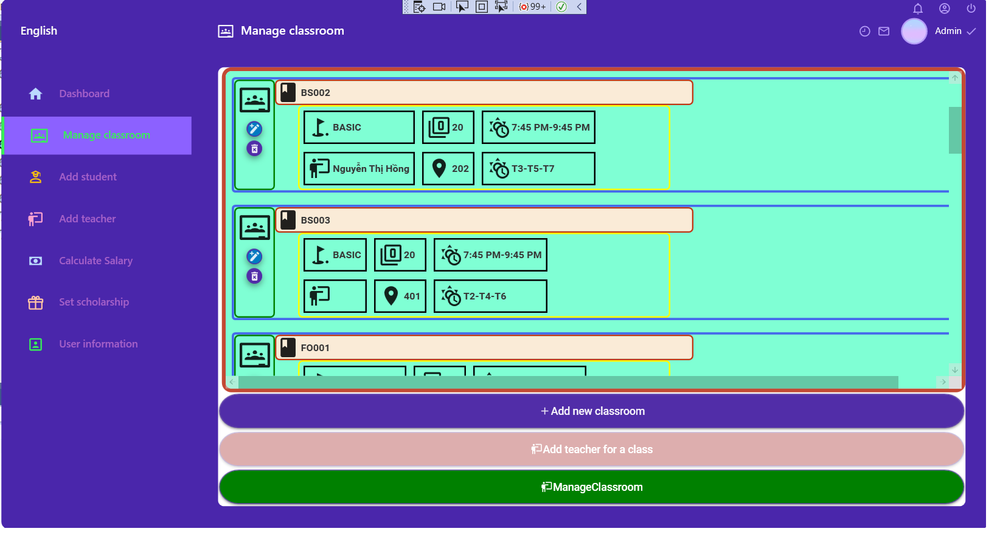 99+
English
Manage classroom
Admin
Dashboard
Manage classroom
Add student
Add teacher
Calculate Salary
Set scholarship
User information
BS002
BASIC
20
7:45 PM-9:45 PM
Nguyễn Thị Hồng
202
T3-T5-T7
BS003
BASIC
20
7:45 PM-9:45 PM
401
T2-T4-T6
FO001
+ Add new classroom
Add teacher for a class
ManageClassroom